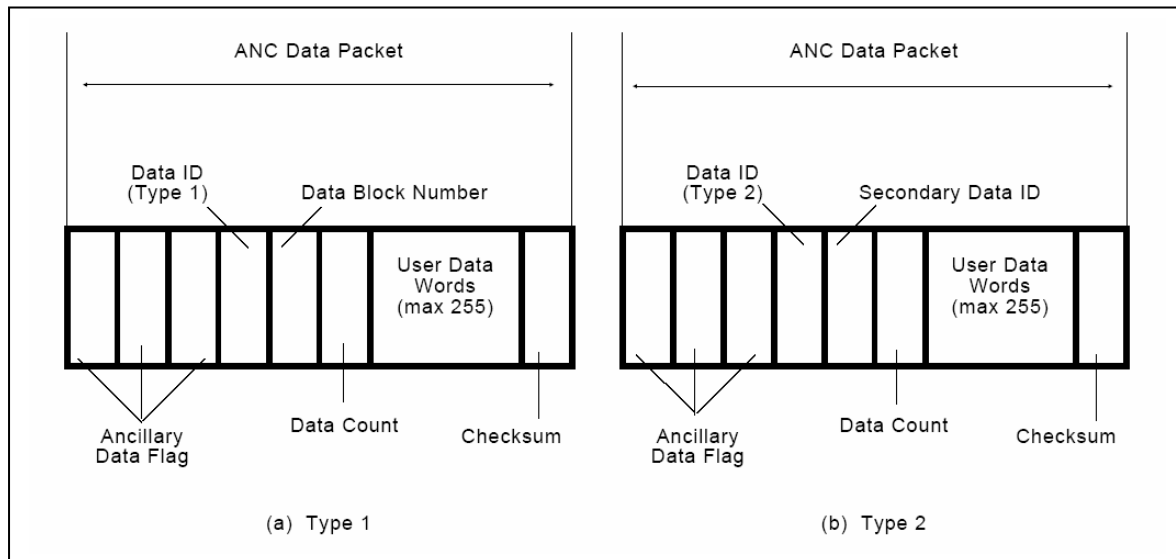 ANC Data Packet
Data ID
(Type 1)
Data Block Number
User Data
Words
(max 255)
Ancillary
Data Flag
Data Count
Checksum
(a) Type 1
ANC Data Packet
Data ID
(Type 2)
Secondary Data ID
User Data
Words
(max 255)
Ancillary
Data Flag
Data Count
Checksum
(b) Type 2